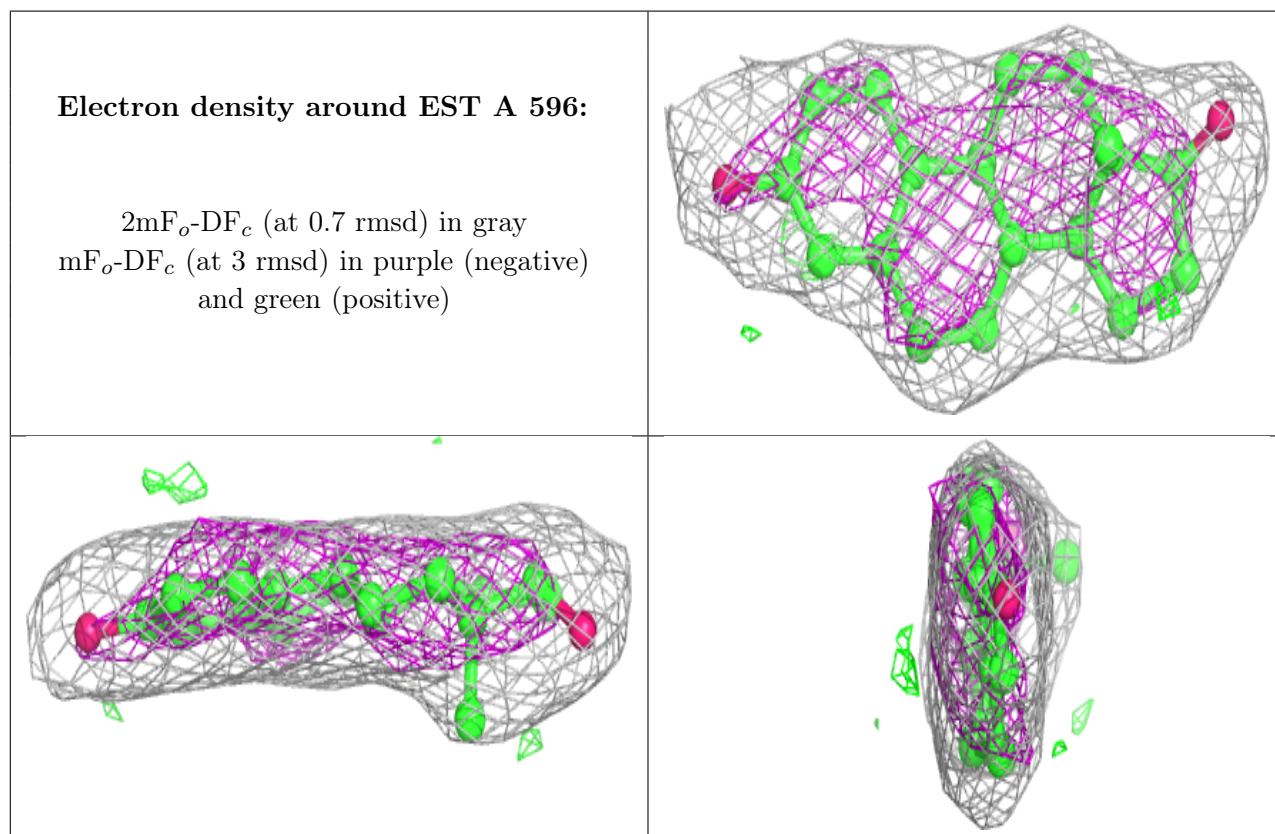 Electron density around EST A 596:
2mFo-DFc (at 0.7 rmsd) in gray
mFo-DFc (at 3 rmsd) in purple (negative)
and green (positive)